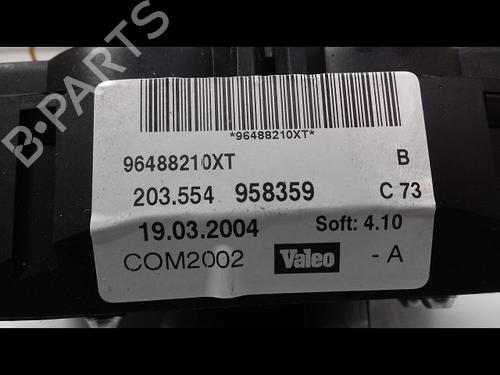 *96488210XT*
96488210XT B
203.554 958359 C 73
19.03.2004 Soft: 4.10
COM2002 Valeo - A
B-PARTS